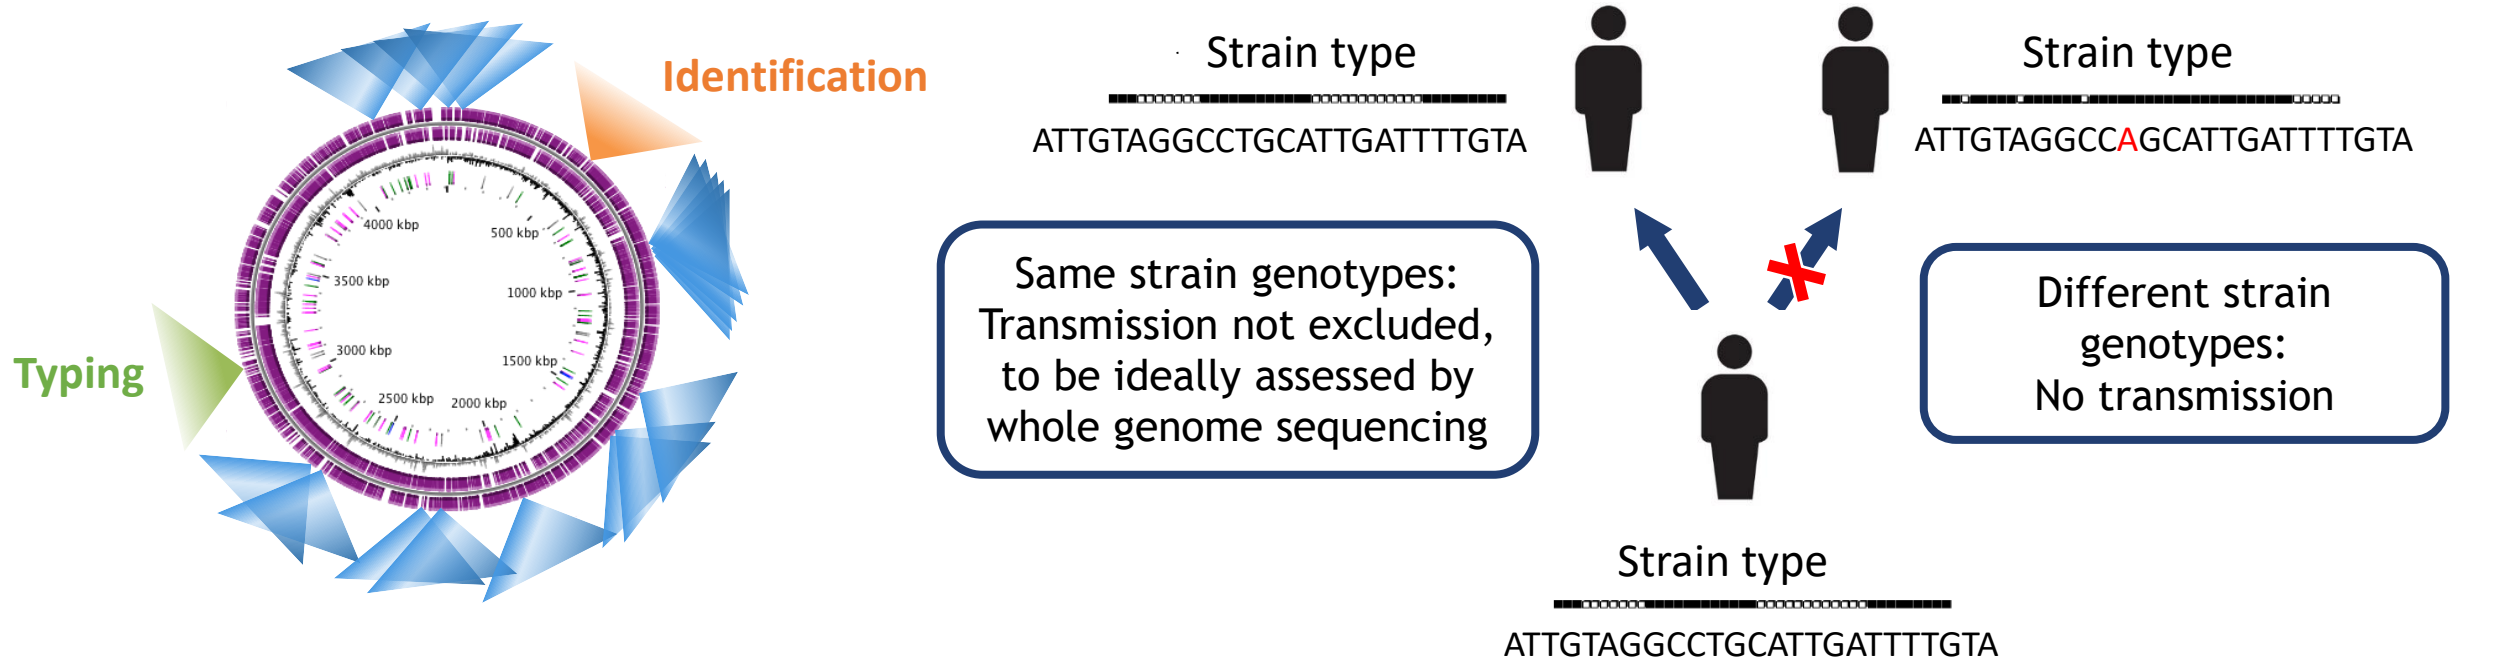 Identification
Typing
4000 kbp
500 kbp
3500 kbp
1000 kbp
3000 kbp
1500 kbp
2500 kbp
2000 kbp
Strain type
ATTGTAGGCCTGCATTGATTTTGTA
Strain type
ATTGTAGGCCAGCATTGATTTTGTA
Same strain genotypes:
Transmission not excluded,
to be ideally assessed by
whole genome sequencing
Different strain
genotypes:
No transmission
Strain type
ATTGTAGGCCTGCATTGATTTTGTA